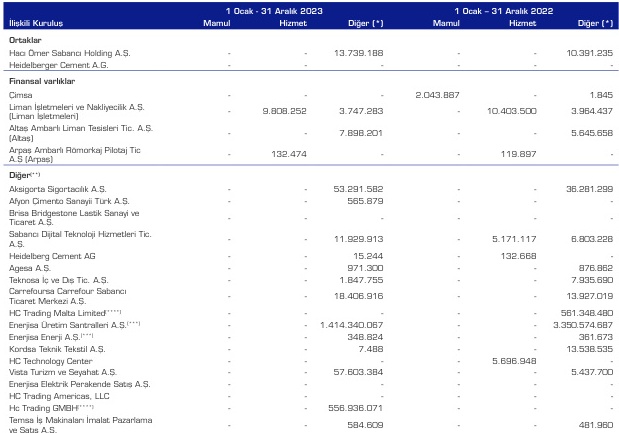 1 Ocak - 31 Aralık 2023 1 Ocak – 31 Aralık 2022
İlişkili Kuruluş Mamul Hizmet Diğer (*) Mamul Hizmet Diğer (*)
Ortaklar
Hacı Ömer Sabancı Holding A.Ş. - - 13.739.188 - - 10.391.235
Heidelberger Cement A.G. - - - - - -
Finansal varlıklar
Çimsa - - - 2.043.887 - 1.845
Liman İşletmeleri ve Nakliyecilik A.Ş.
(Liman İşletmeleri) - 9.808.252 3.747.283 - 10.403.500 3.964.437
Altaş Ambarlı Liman Tesisleri Tic. A.Ş.
(Altaş) - - 7.898.201 - - 5.645.658
Arpaş Ambarlı Römorkaj Pilotaj Tic
A.Ş (Arpaş) - 132.474 - - 119.897 -
Diğer(**)
Aksigorta Sigortacılık A.Ş. - - 53.291.582 - - 36.281.299
Afyon Cimento Sanayii Türk A.Ş. - - 565.879 - - -
Brisa Bridgestone Lastik Sanayi ve
Ticaret A.Ş. - - - - - -
Sabancı Dijital Teknoloji Hizmetleri Tic.
A.Ş. - - 11.929.913 - 5.171.117 6.803.228
Heidelberg Cement AG - - 15.244 - 132.668 -
Agesa A.Ş. - - 971.300 - - 876.862
Teknosa İç ve Dış Tic. A.Ş. - - 1.847.755 - - 7.935.690
Carrefoursa Carrefour Sabancı
Ticaret Merkezi A.Ş. - - 18.406.916 - - 13.927.019
HC Trading Malta Limited(****) - - - - - 561.348.480
Enerjisa Üretim Santralleri A.Ş.(***) - - 1.414.340.067 - - 3.350.574.687
Enerjisa Enerji A.Ş.(***) - - 348.824 - - 361.673
Kordsa Teknik Tekstil A.Ş. - - 7.488 - - 13.538.535
HC Technology Center - - - - 5.696.948 -
Vista Turizm ve Seyahat A.Ş. - - 57.603.384 - - 5.437.700
Enerjisa Elektrik Perakende Satış A.Ş. - - - - - -
HC Trading Americas, LLC - - - - - -
Hc Trading GMBH(****) - - 556.936.071 - - -
Temsa İş Makinaları İmalat Pazarlama
ve Satış A.Ş. - - 584.609 - - 481.960